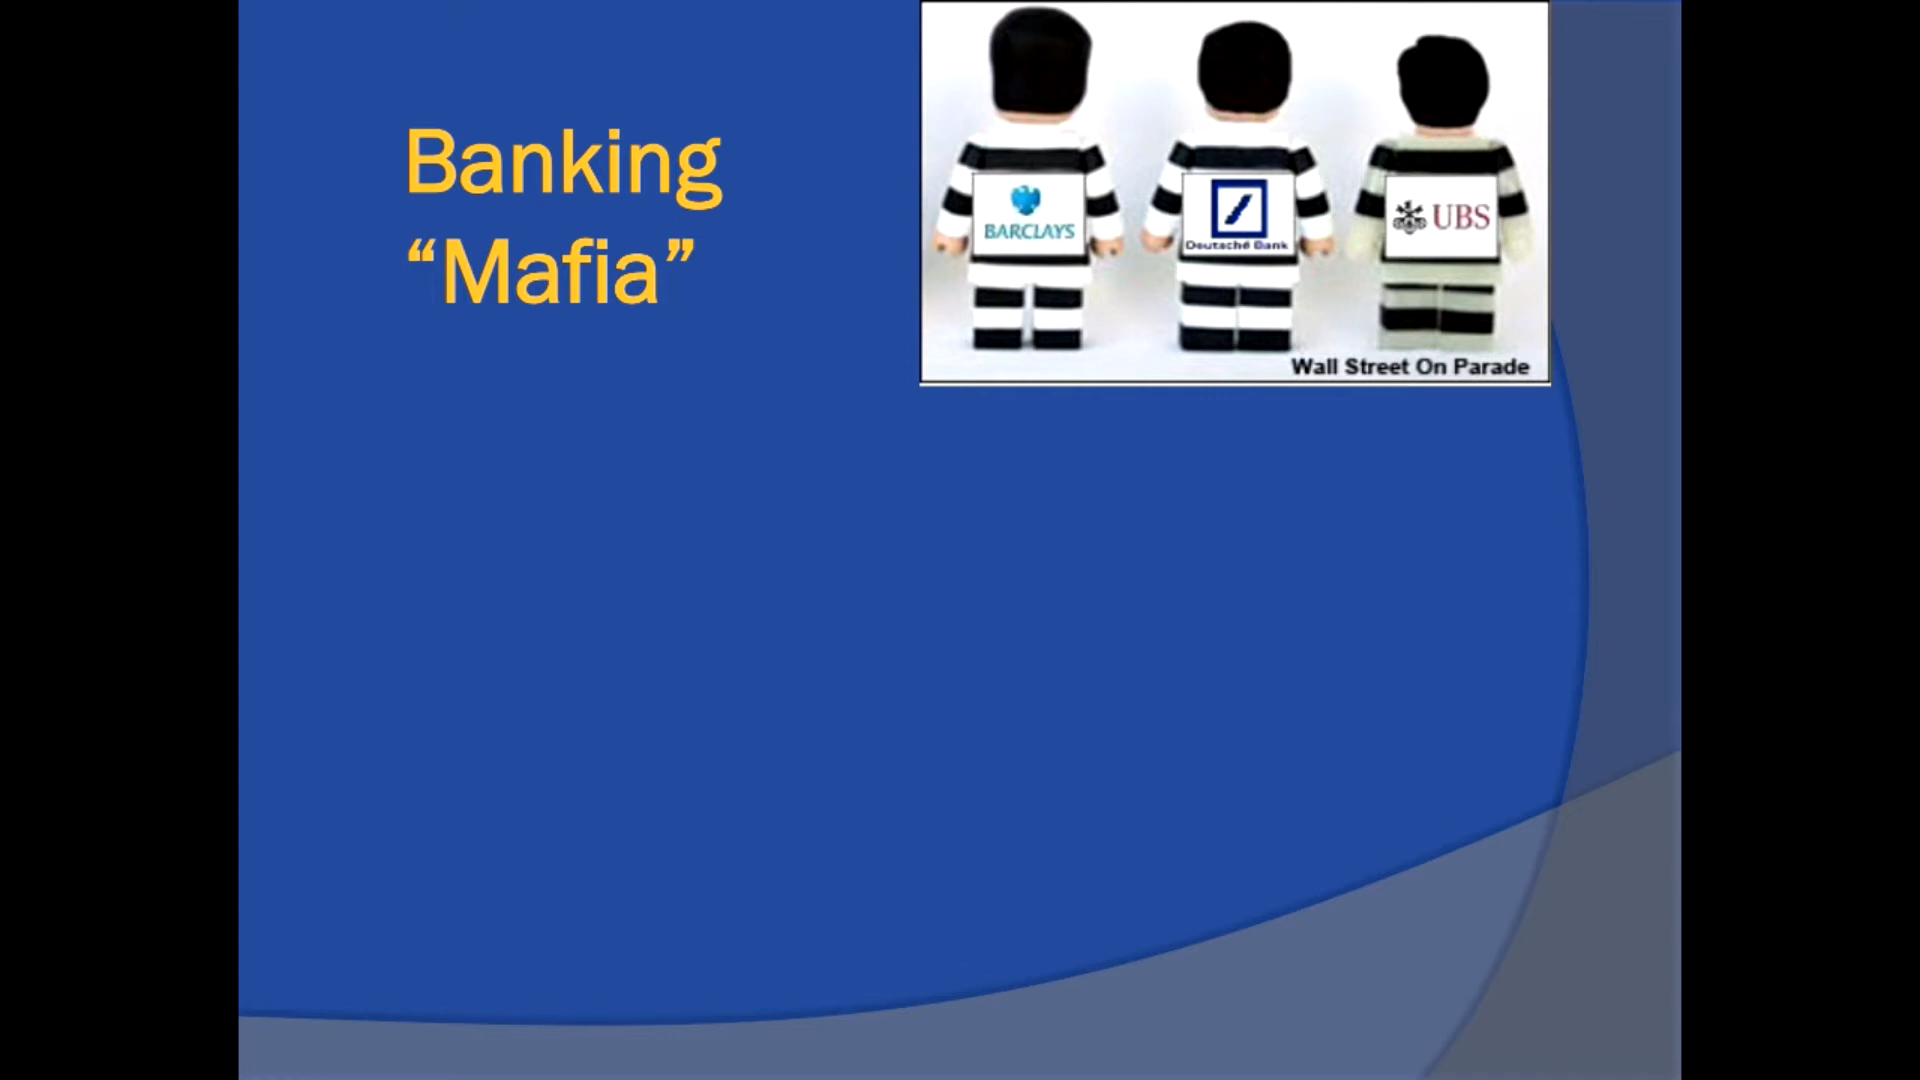 Banking
“Mafia”
BARCLAYS
Deutsche Bank
UBS
Wall Street On Parade